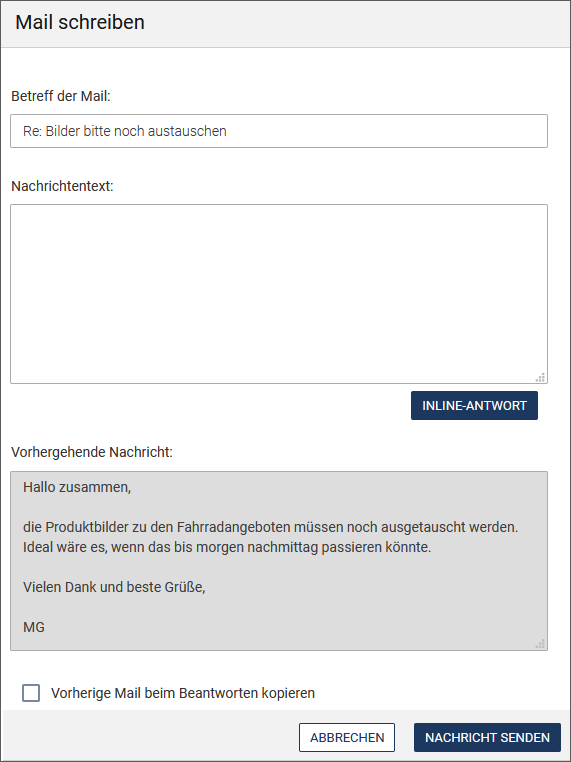 Mail schreiben
Betreff der Mail:
Re: Bilder bitte noch austauschen
Nachrichtentext:
INLINE-ANTWORT
Vorhergehende Nachricht:
Hallo zusammen,
die Produktbilder zu den Fahrradangeboten müssen noch ausgetauscht werden.
Ideal wäre es, wenn das bis morgen nachmittag passieren könnte.
Vielen Dank und beste Grüße,
MG
Vorherige Mail beim Beantworten kopieren
ABBRECHEN
NACHRICHT SENDEN